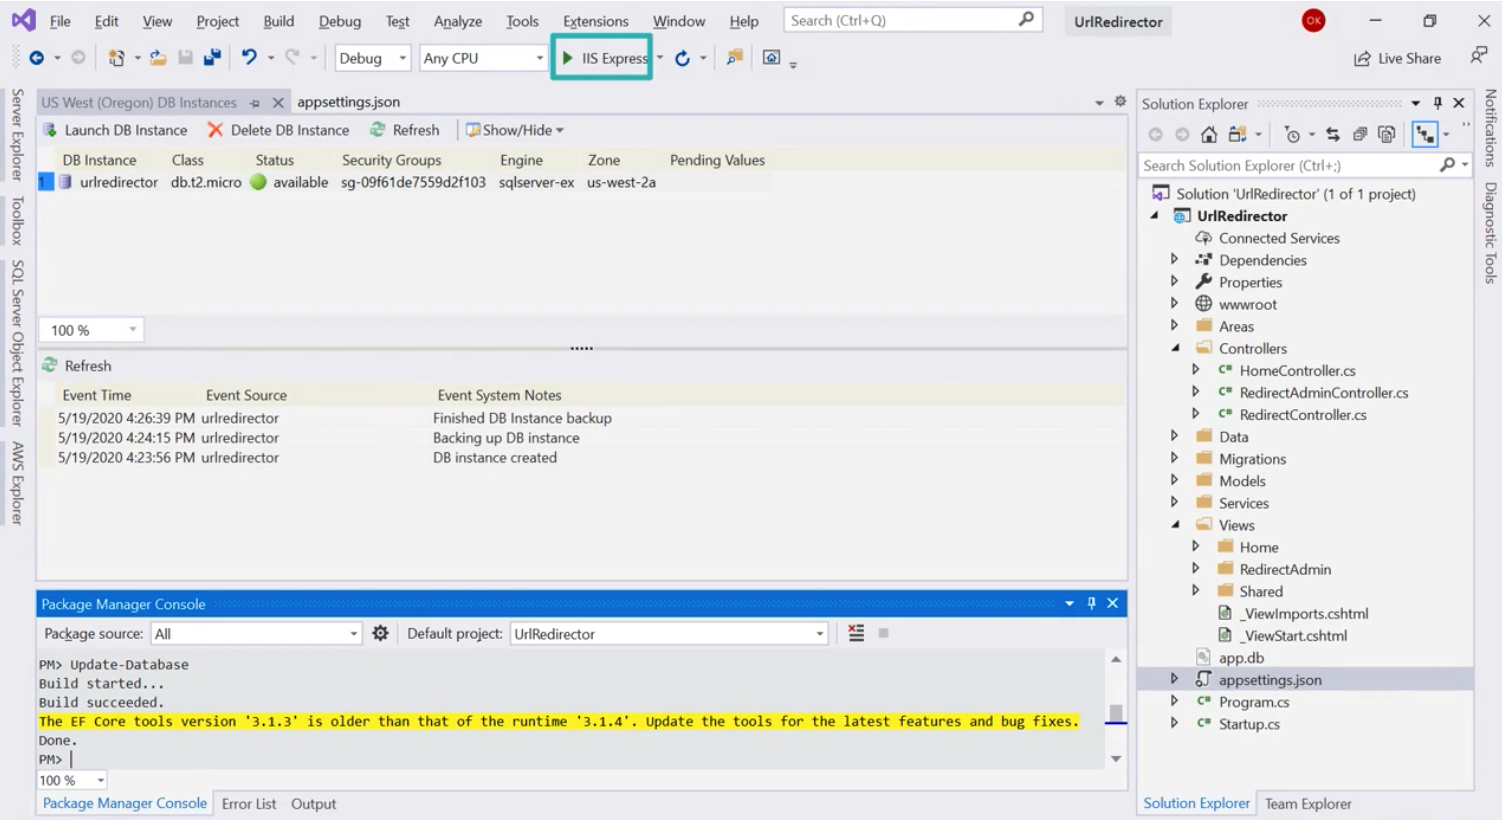 File Edit View Project Build Debug Test Analyze Tools Extensions Window Help Search (Ctrl+Q) UrlRedirector OK
Debug Any CPU IIS Express Live Share
Server Explorer
Toolbox
SQL Server Object Explorer
AWS Explorer
US West (Oregon) DB Instances appsettings.json
Launch DB Instance Delete DB Instance Refresh Show/Hide
DB Instance Class Status Security Groups Engine Zone Pending Values
1 urlredirector db.t2.micro available sg-09f61de7559d2f103 sqlserver-ex us-west-2a
100 %
Refresh
Event Time Event Source Event System Notes
5/19/2020 4:26:39 PM urlredirector Finished DB Instance backup
5/19/2020 4:24:15 PM urlredirector Backing up DB instance
5/19/2020 4:23:56 PM urlredirector DB instance created
Package Manager Console
Package source: All Default project: UrlRedirector
PM> Update-Database
Build started...
Build succeeded.
The EF Core tools version '3.1.3' is older than that of the runtime '3.1.4'. Update the tools for the latest features and bug fixes.
Done.
PM>
100 %
Package Manager Console Error List Output
Solution Explorer
Search Solution Explorer (Ctrl+;)
Solution 'UrlRedirector' (1 of 1 project)
UrlRedirector
Connected Services
Dependencies
Properties
wwwroot
Areas
Controllers
C# HomeController.cs
C# RedirectAdminController.cs
C# RedirectController.cs
Data
Migrations
Models
Services
Views
Home
RedirectAdmin
Shared
_ViewImports.cshtml
_ViewStart.cshtml
app.db
appsettings.json
C# Program.cs
C# Startup.cs
Solution Explorer Team Explorer
Notifications
Diagnostic Tools